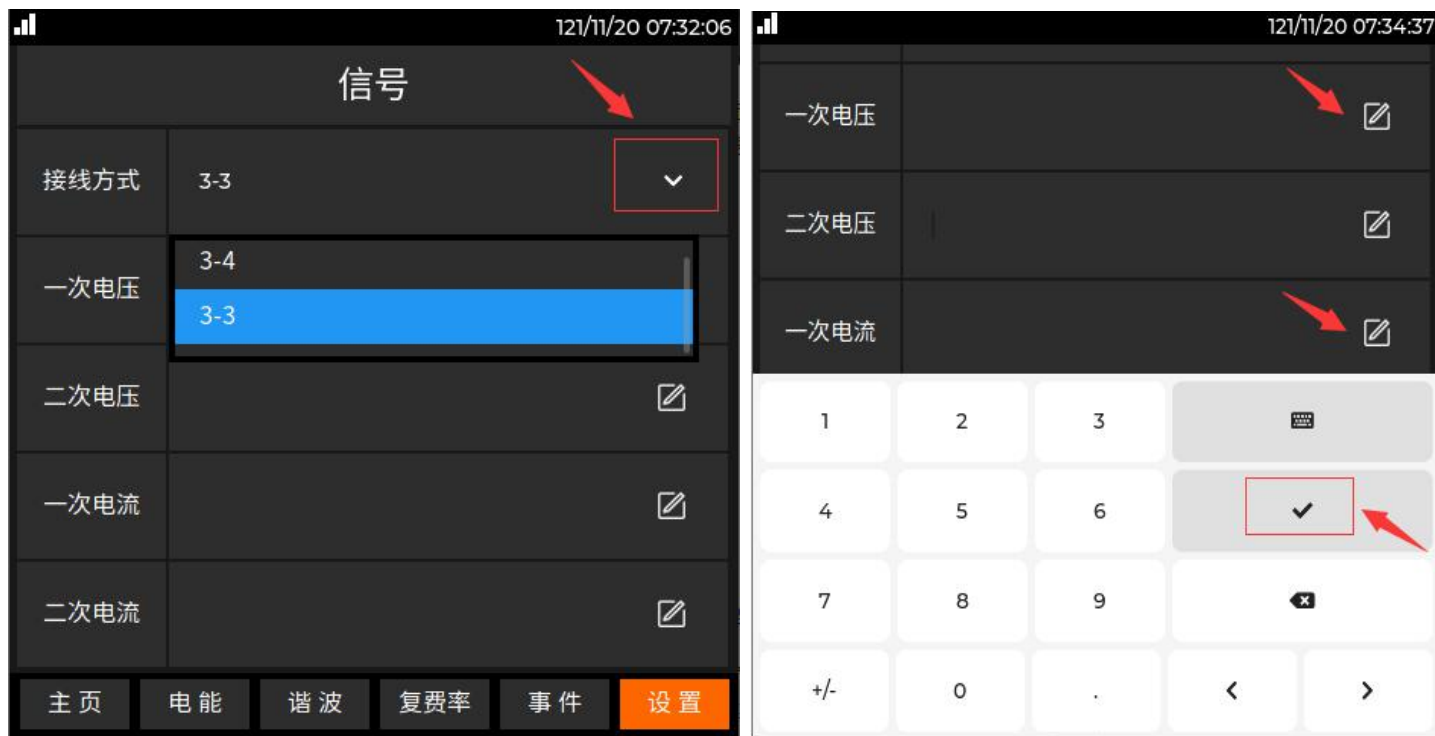 121/11/20 07:32:06
信号
接线方式 3-3
3-4
一次电压
3-3
二次电压
一次电流
二次电流
主页 电能 谐波 复费率 事件 设置
121/11/20 07:34:37
一次电压
二次电压
一次电流
1 2 3
4 5 6
7 8 9
+/- 0 .